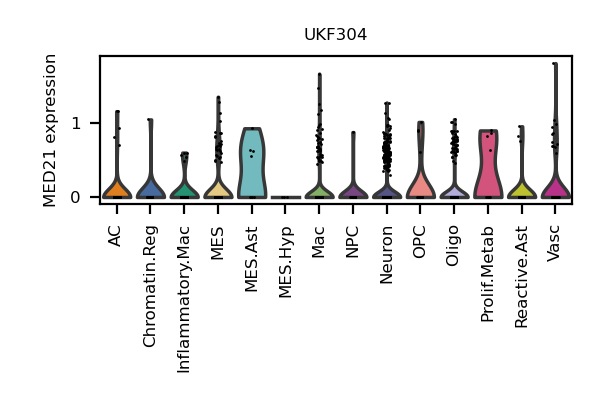 UKF304
MED21 expression
1
0
AC
Chromatin.Reg
Inflammatory.Mac
MES
MES.Ast
MES.Hyp
Mac
NPC
Neuron
OPC
Oligo
Prolif.Metab
Reactive.Ast
Vasc